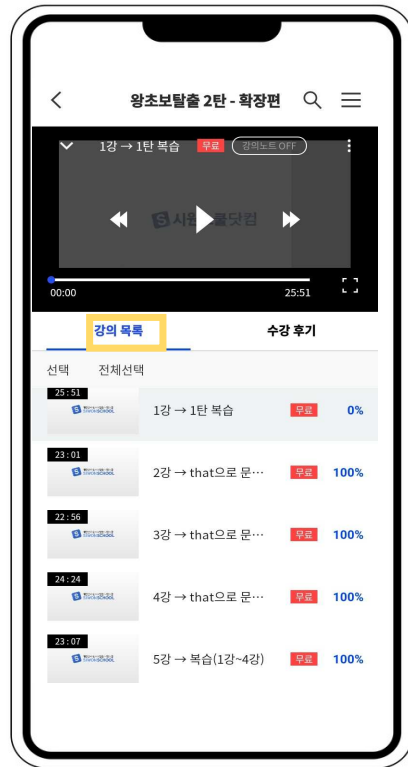 왕초보탈출 2탄 - 확장편
1강 → 1탄 복습 무료 강의노트 OFF
00:00 25:51
강의 목록 수강 후기
선택 전체선택
25:51
1강 → 1탄 복습 무료 0%
23:01
2강 → that으로 문… 무료 100%
22:56
3강 → that으로 문… 무료 100%
24:24
4강 → that으로 문… 무료 100%
23:07
5강 → 복습(1강~4강) 무료 100%